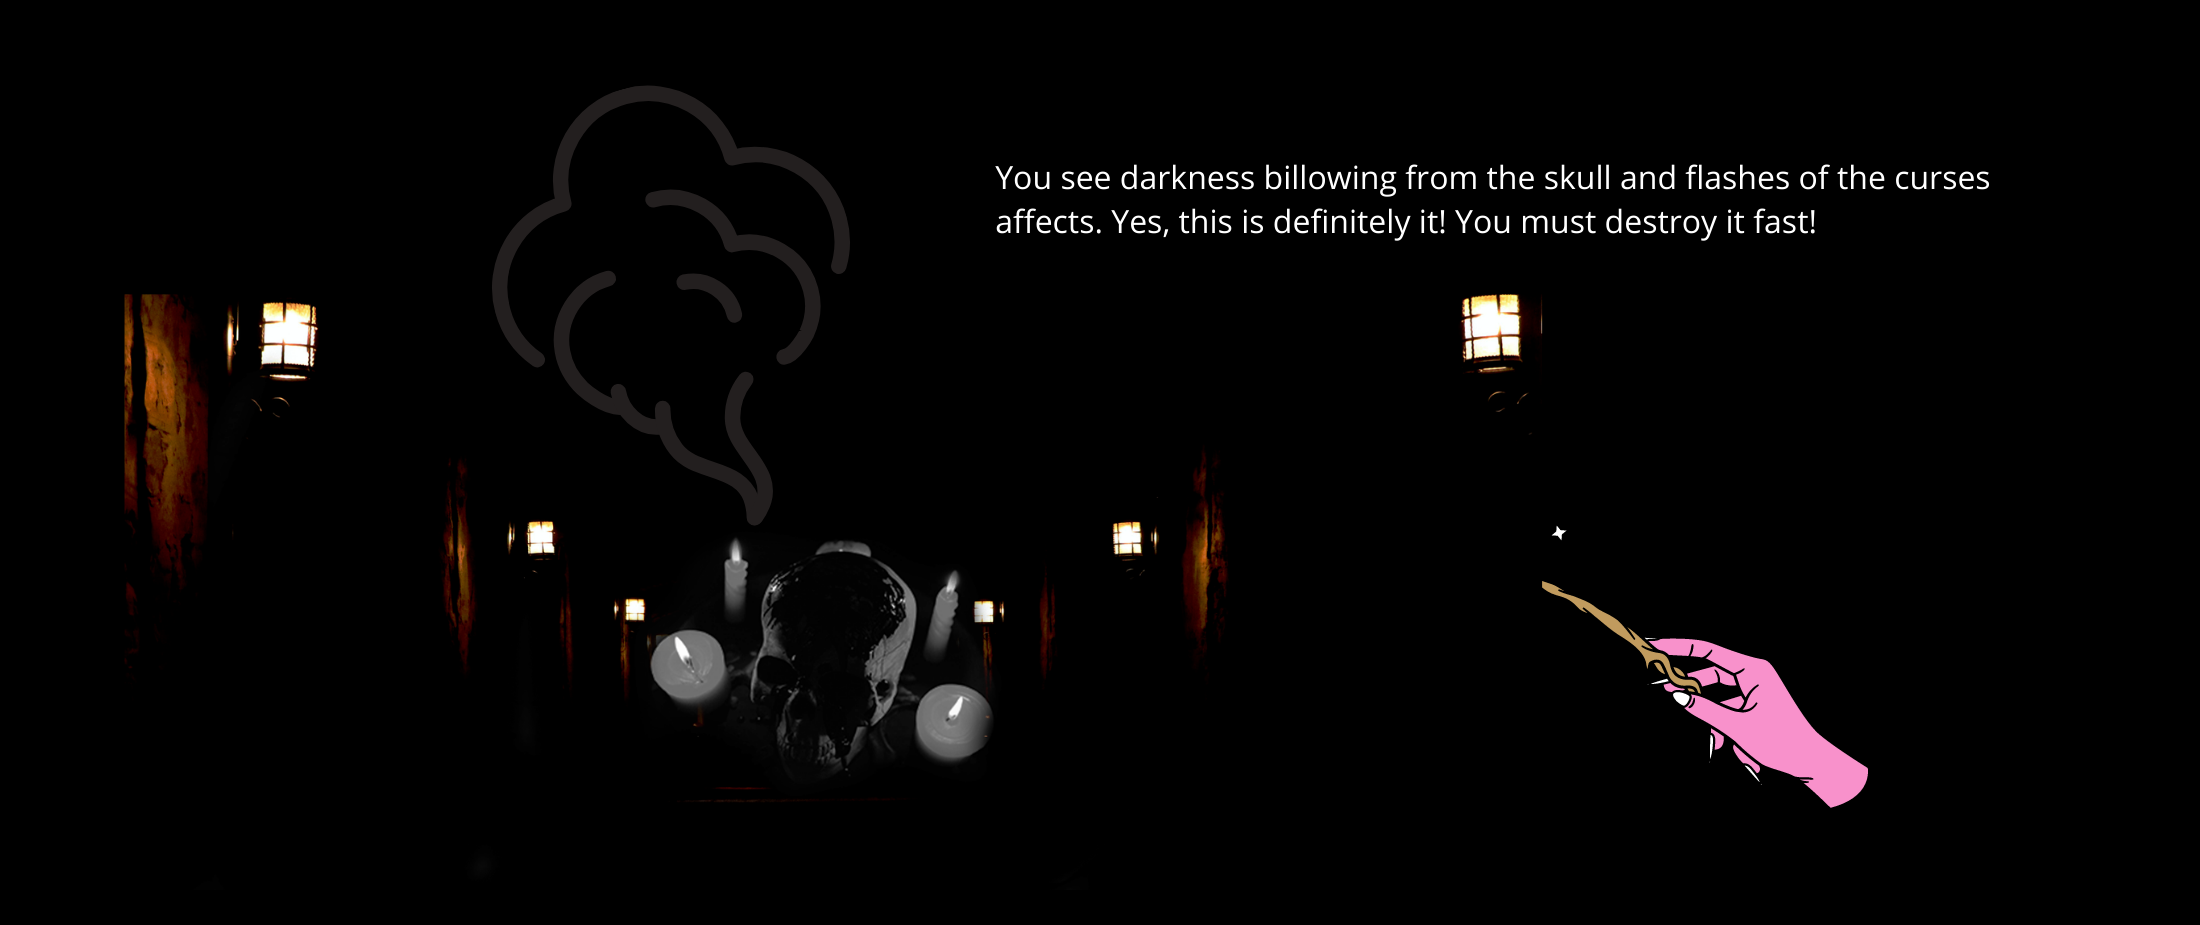 You see darkness billowing from the skull and flashes of the curses
affects. Yes, this is definitely it! You must destroy it fast!